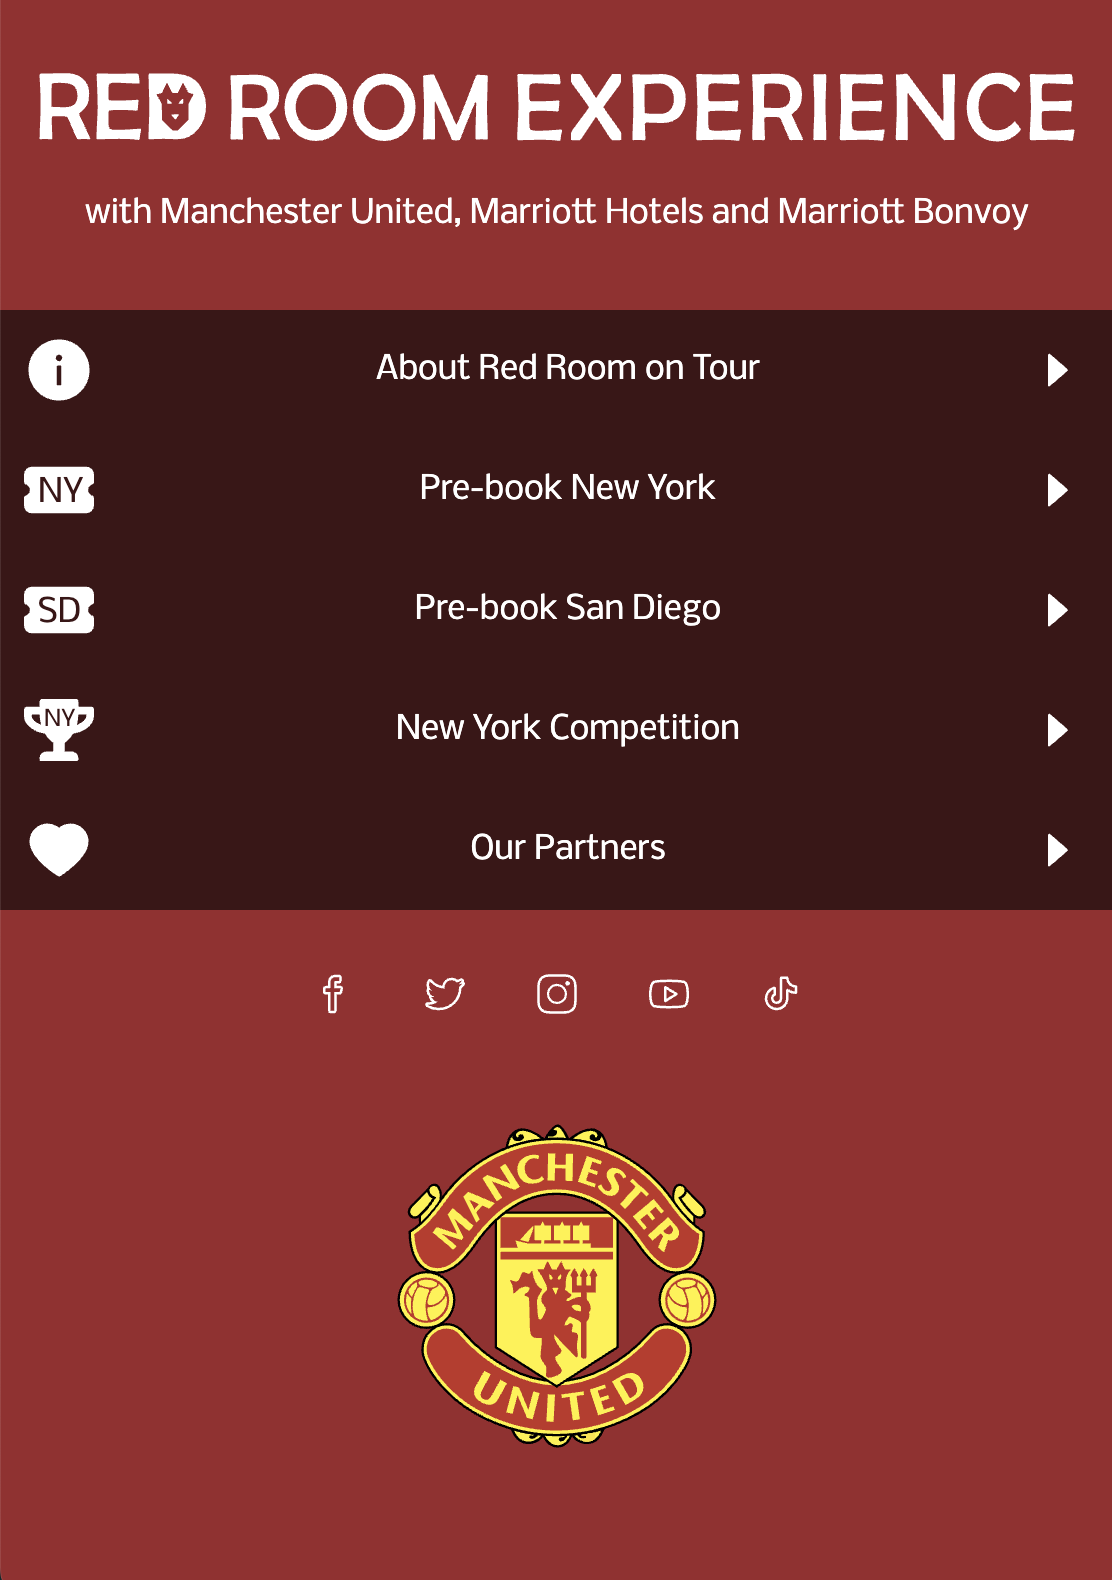 RED ROOM EXPERIENCE
with Manchester United, Marriott Hotels and Marriott Bonvoy
i
About Red Room on Tour
NY
Pre-book New York
SD
Pre-book San Diego
NY
New York Competition
Our Partners
MANCHESTER
UNITED